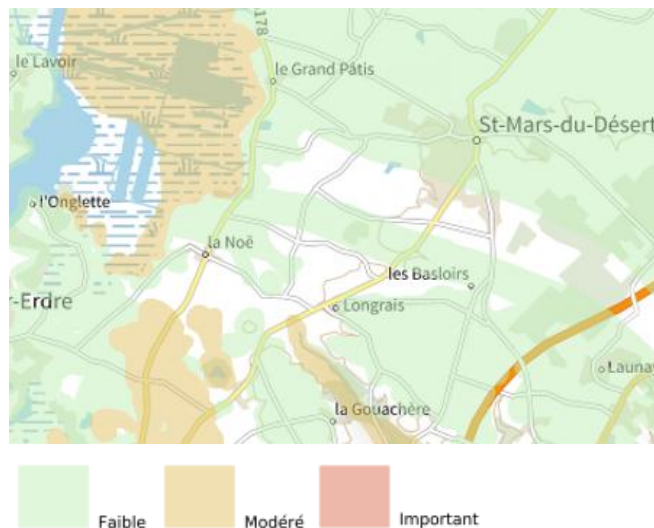 178
le Lavoir
le Grand Pâtis
St-Mars-du-Désert
l'Onglette
la Noë
les Basloirs
r-Erdre
Longrais
Launay
la Gouachère
Faible
Modéré
Important